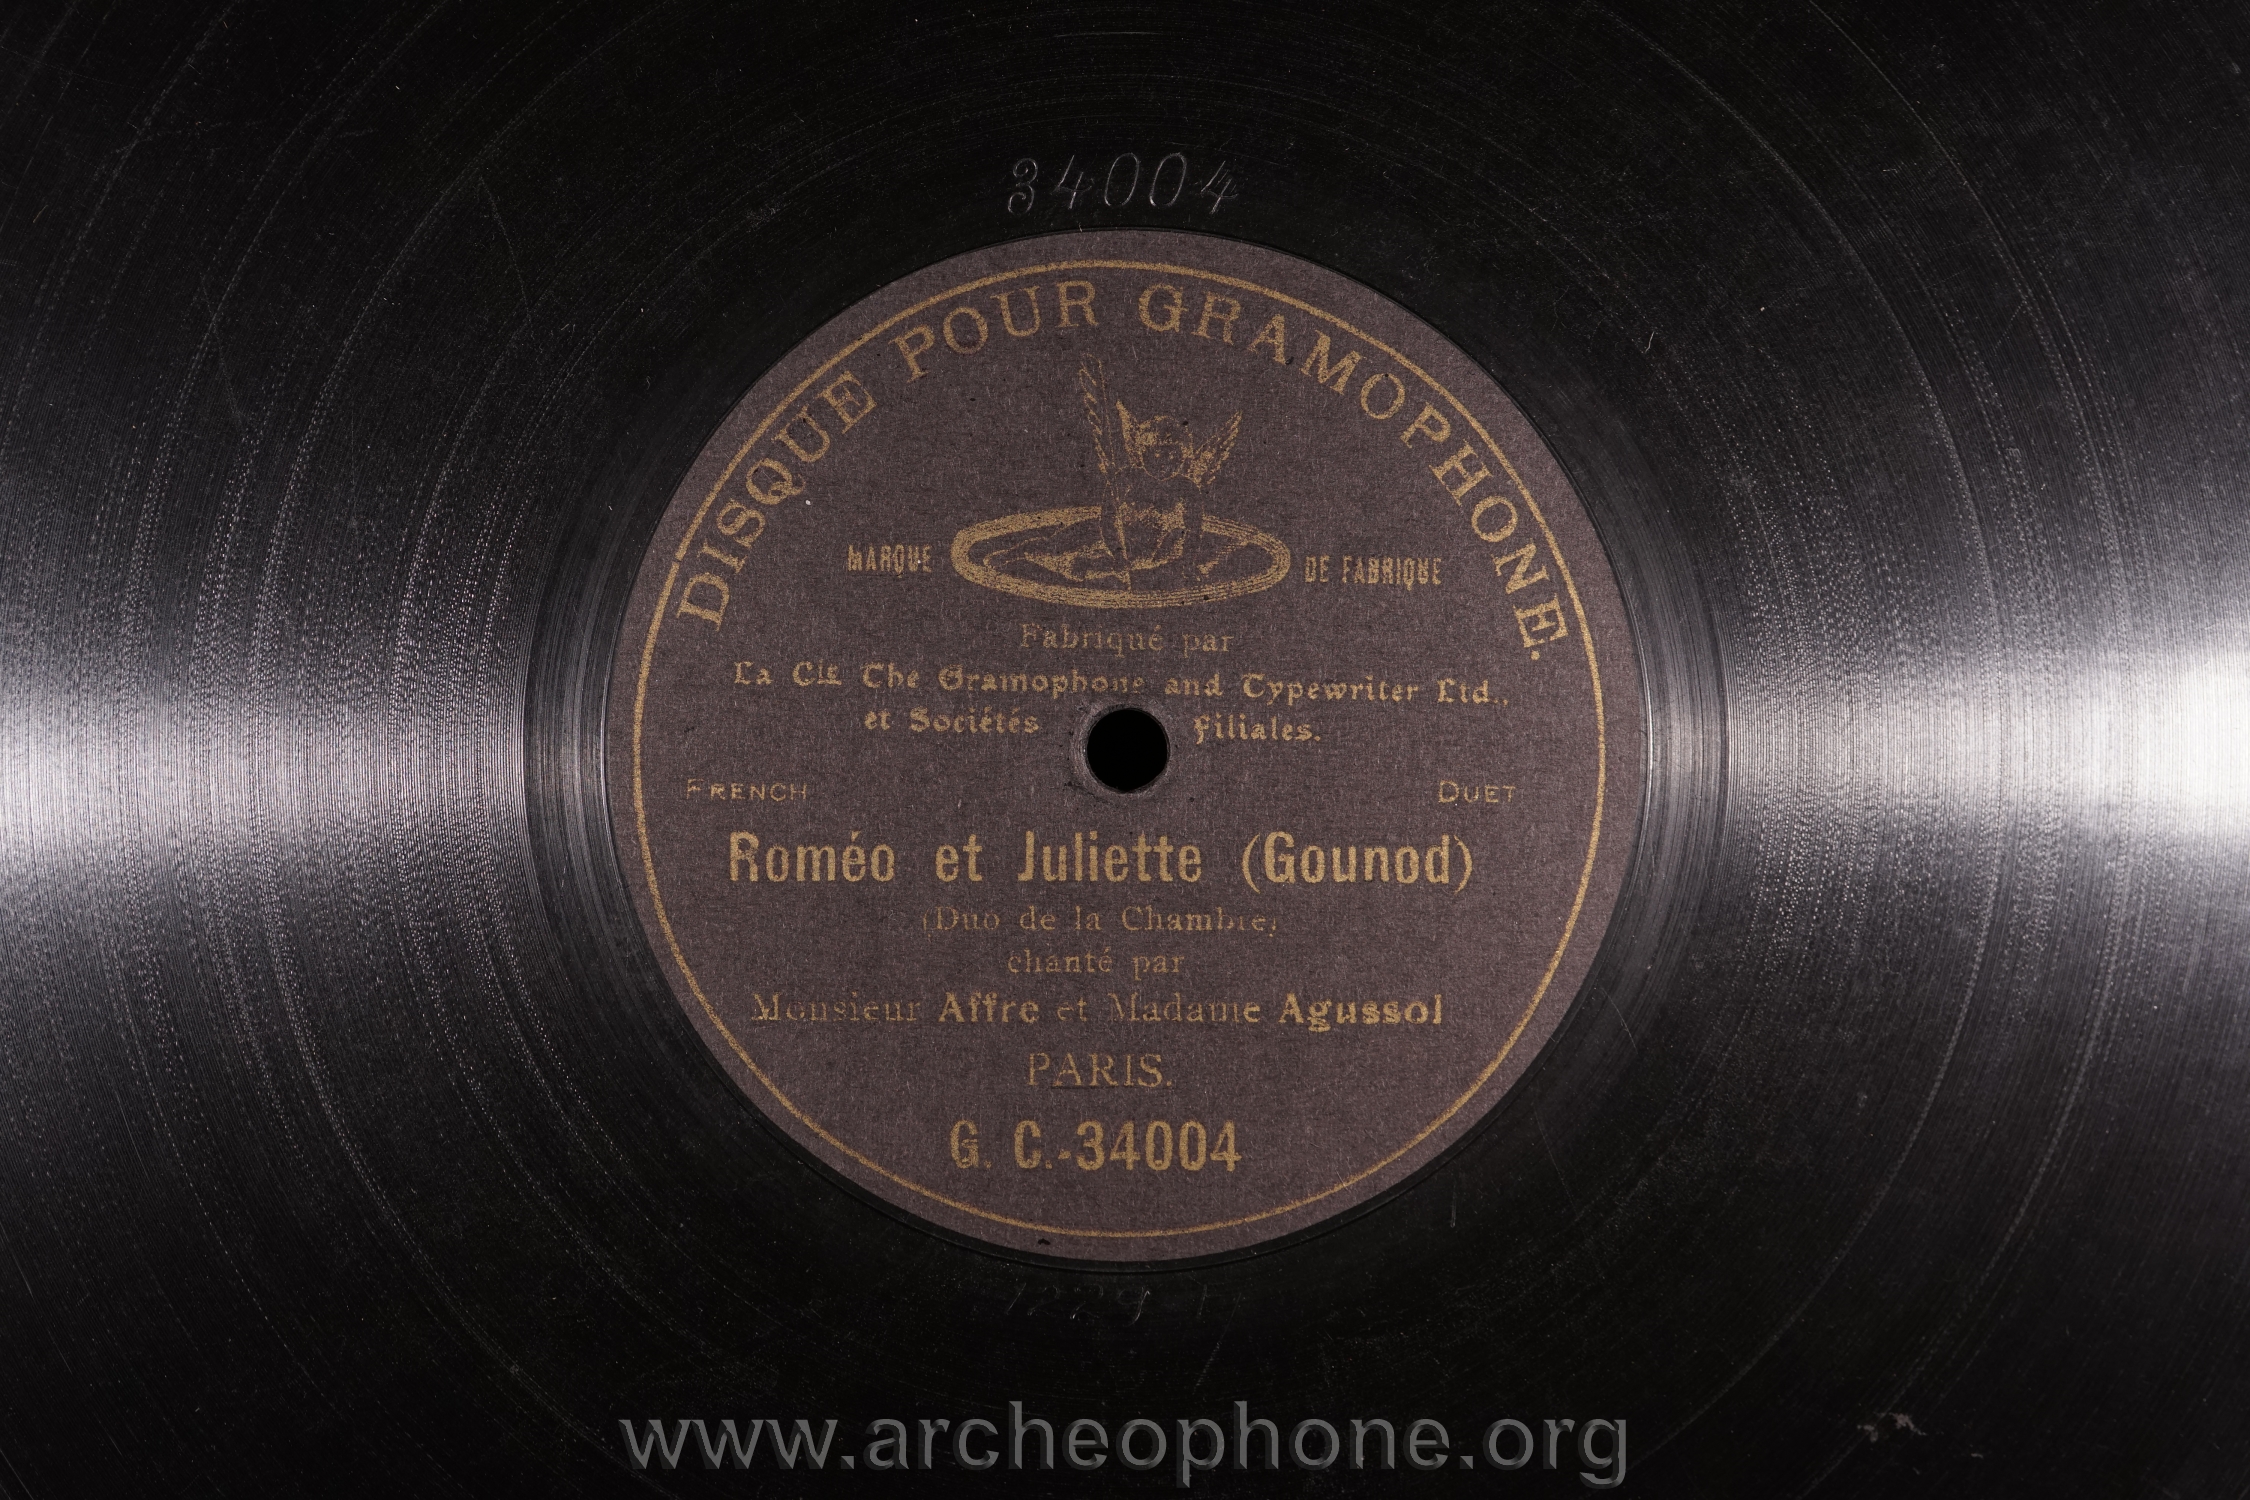 34004
DISQUE POUR GRAMOPHONE.
MARQUE DE FABRIQUE
Fabriqué par
La Cie The Gramophone and Typewriter Ltd.,
et Sociétés Filiales.
FRENCH DUET
Roméo et Juliette (Gounod)
(Duo de la Chambre)
chanté par
Monsieur Affre et Madame Agussol
PARIS.
G. C.-34004
www.archeophone.org